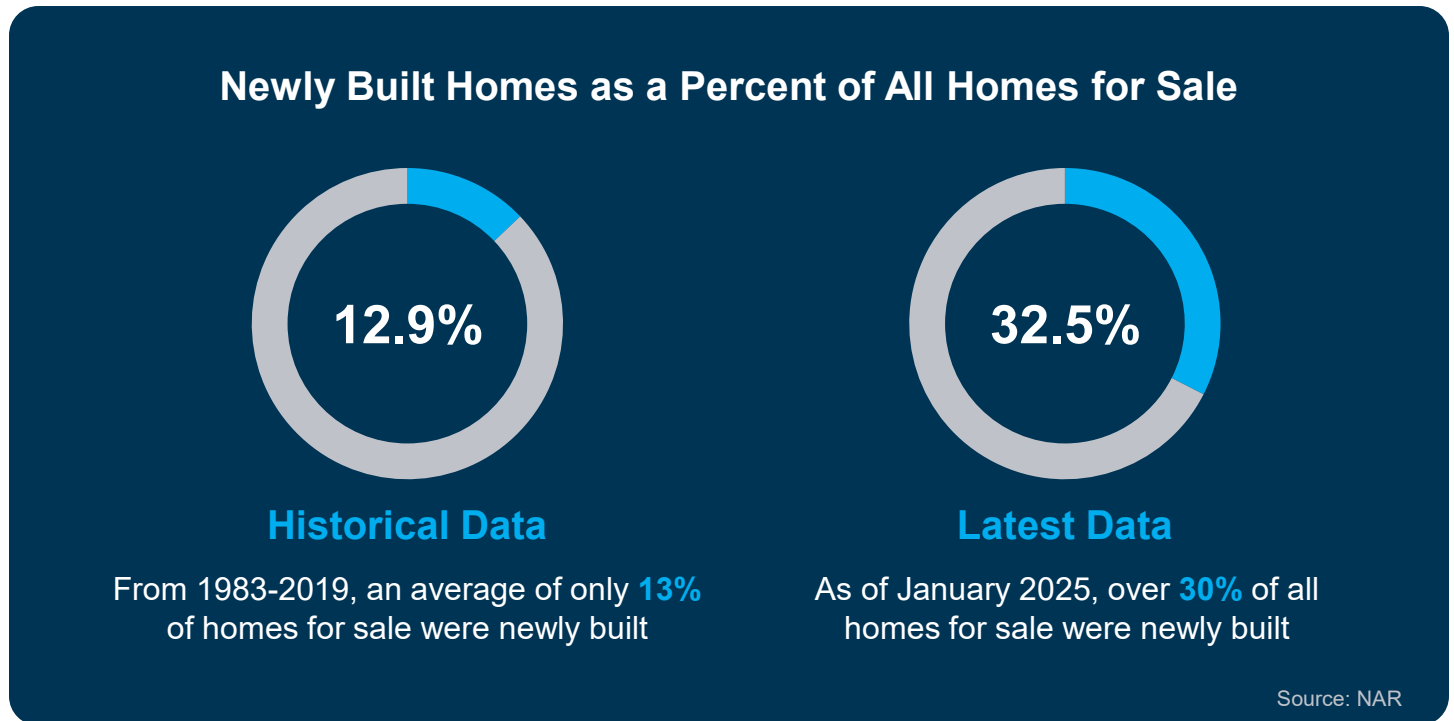 Newly Built Homes as a Percent of All Homes for Sale
12.9%
Historical Data
From 1983-2019, an average of only 13%
of homes for sale were newly built
32.5%
Latest Data
As of January 2025, over 30% of all
homes for sale were newly built
Source: NAR